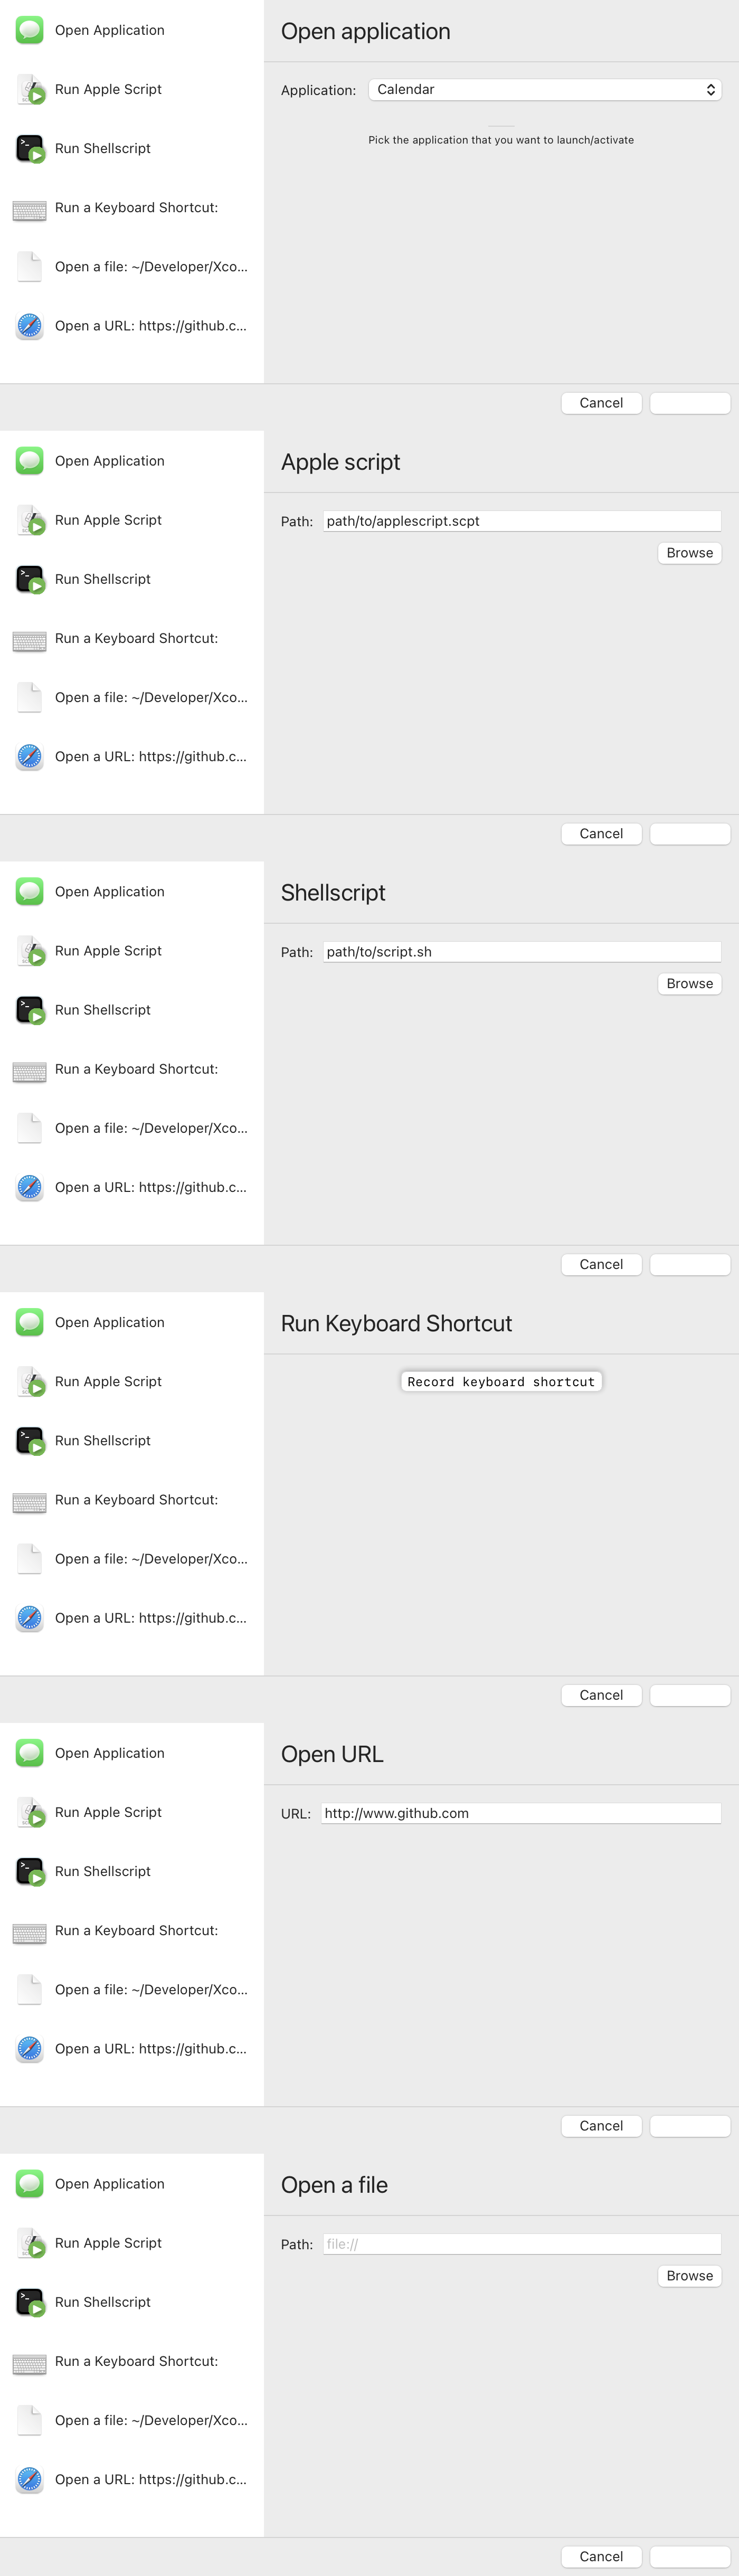 Open Application
Run Apple Script
Run Shellscript
Run a Keyboard Shortcut:
Open a file: ~/Developer/Xco...
Open a URL: https://github.c...
Open application
Application:
Calendar
Pick the application that you want to launch/activate
Cancel
Open Application
Run Apple Script
Run Shellscript
Run a Keyboard Shortcut:
Open a file: ~/Developer/Xco...
Open a URL: https://github.c...
Apple script
Path: path/to/applescript.scpt
Browse
Cancel
Open Application
Run Apple Script
Run Shellscript
Run a Keyboard Shortcut:
Open a file: ~/Developer/Xco...
Open a URL: https://github.c...
Shellscript
Path: path/to/script.sh
Browse
Cancel
Open Application
Run Apple Script
Run Shellscript
Run a Keyboard Shortcut:
Open a file: ~/Developer/Xco...
Open a URL: https://github.c...
Run Keyboard Shortcut
Record keyboard shortcut
Cancel
Open Application
Run Apple Script
Run Shellscript
Run a Keyboard Shortcut:
Open a file: ~/Developer/Xco...
Open a URL: https://github.c...
Open URL
URL: http://www.github.com
Cancel
Open Application
Run Apple Script
Run Shellscript
Run a Keyboard Shortcut:
Open a file: ~/Developer/Xco...
Open a URL: https://github.c...
Open a file
Path: file://
Browse
Cancel